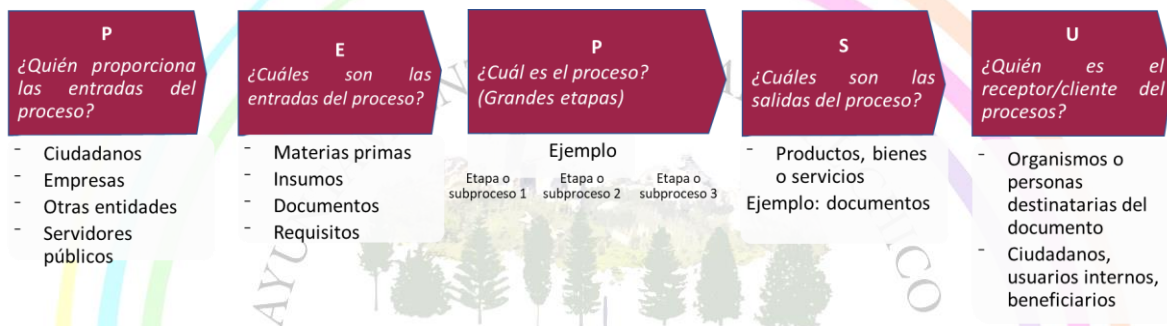 P
¿Quién proporciona
las entradas del
proceso?
- Ciudadanos
- Empresas
- Otras entidades
- Servidores
públicos
E
¿Cuáles son las
entradas del proceso?
- Materias primas
- Insumos
- Documentos
- Requisitos
P
¿Cuál es el proceso?
(Grandes etapas)
Ejemplo
Etapa o
subproceso 1
Etapa o
subproceso 2
Etapa o
subproceso 3
S
¿Cuáles son las
salidas del proceso?
- Productos, bienes
o servicios
Ejemplo: documentos
U
¿Quién es el
receptor/cliente del
procesos?
- Organismos o
personas
destinatarias del
documento
- Ciudadanos,
usuarios internos,
beneficiarios